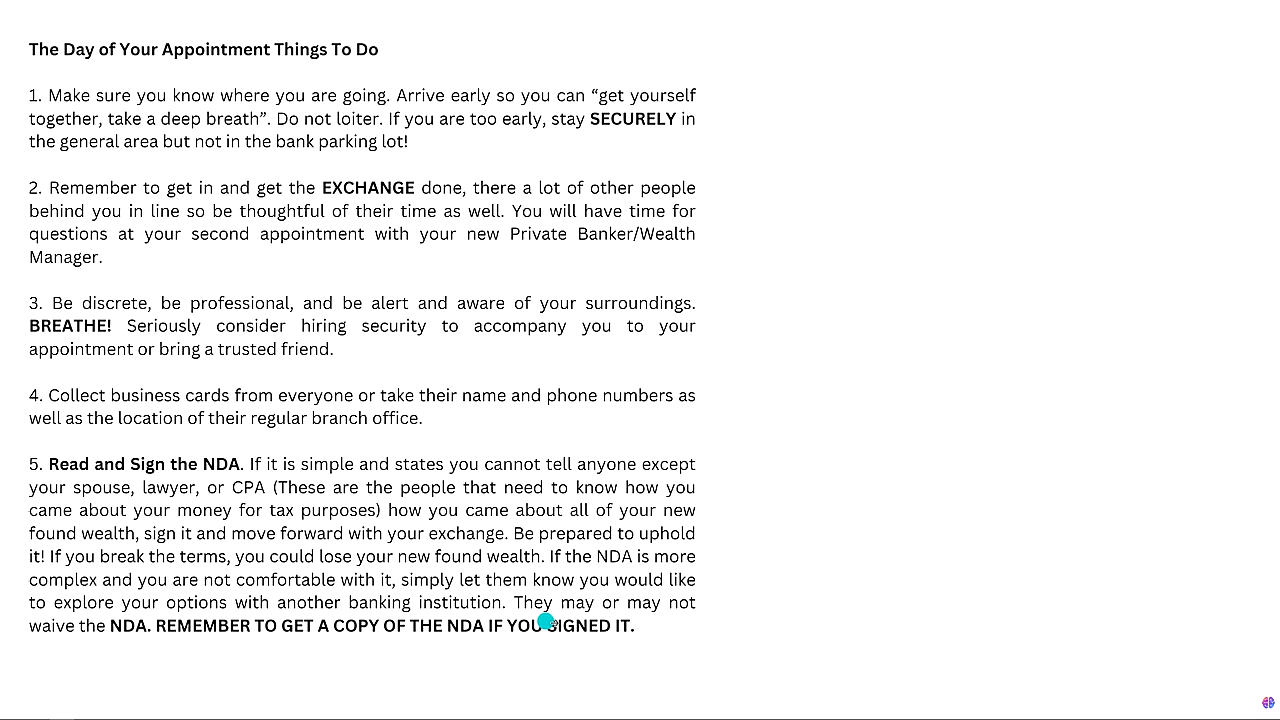 The Day of Your Appointment Things To Do
1. Make sure you know where you are going. Arrive early so you can “get yourself
together, take a deep breath”. Do not loiter. If you are too early, stay SECURELY in
the general area but not in the bank parking lot!
2. Remember to get in and get the EXCHANGE done, there a lot of other people
behind you in line so be thoughtful of their time as well. You will have time for
questions at your second appointment with your new Private Banker/Wealth
Manager.
3. Be discrete, be professional, and be alert and aware of your surroundings.
BREATHE! Seriously consider hiring security to accompany you to your
appointment or bring a trusted friend.
4. Collect business cards from everyone or take their name and phone numbers as
well as the location of their regular branch office.
5. Read and Sign the NDA. If it is simple and states you cannot tell anyone except
your spouse, lawyer, or CPA (These are the people that need to know how you
came about your money for tax purposes) how you came about all of your new
found wealth, sign it and move forward with your exchange. Be prepared to uphold
it! If you break the terms, you could lose your new found wealth. If the NDA is more
complex and you are not comfortable with it, simply let them know you would like
to explore your options with another banking institution. They may or may not
waive the NDA. REMEMBER TO GET A COPY OF THE NDA IF YOU SIGNED IT.